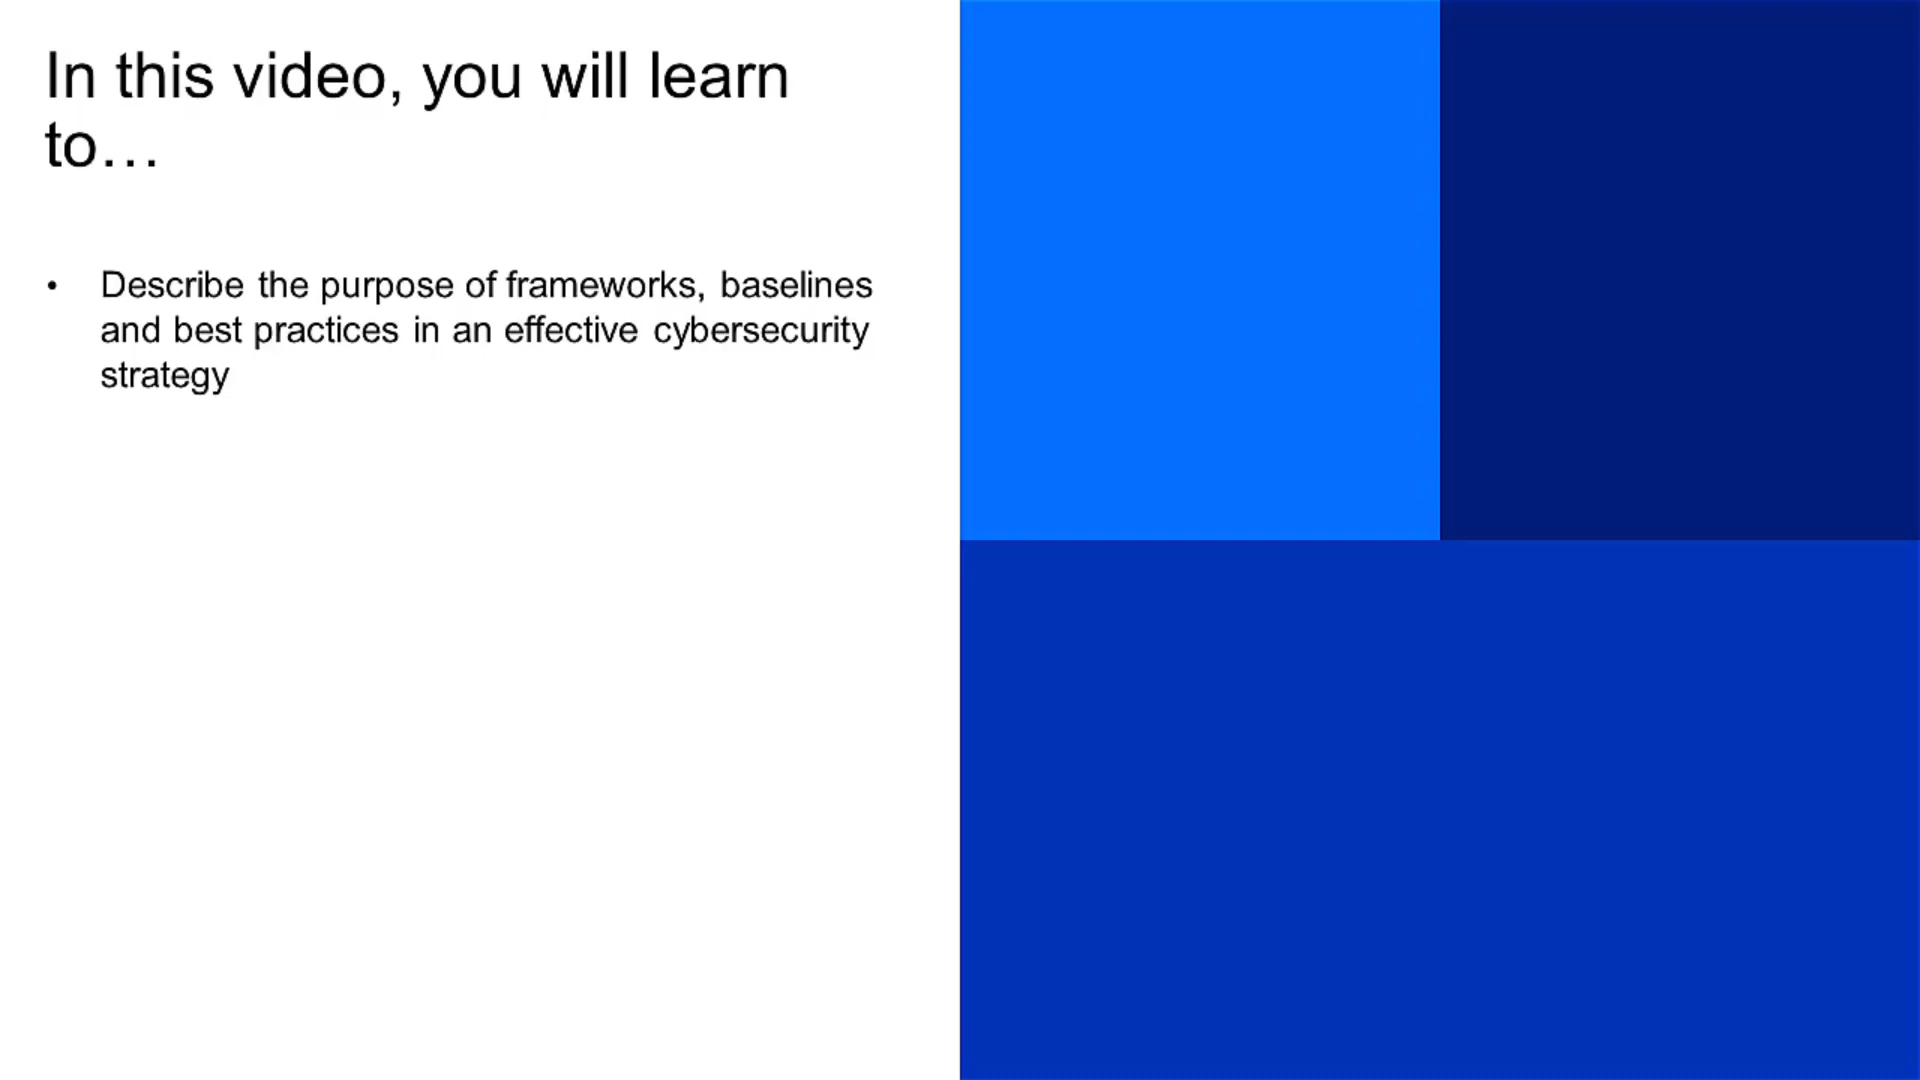 In this video, you will learn
to…
• Describe the purpose of frameworks, baselines
and best practices in an effective cybersecurity
strategy